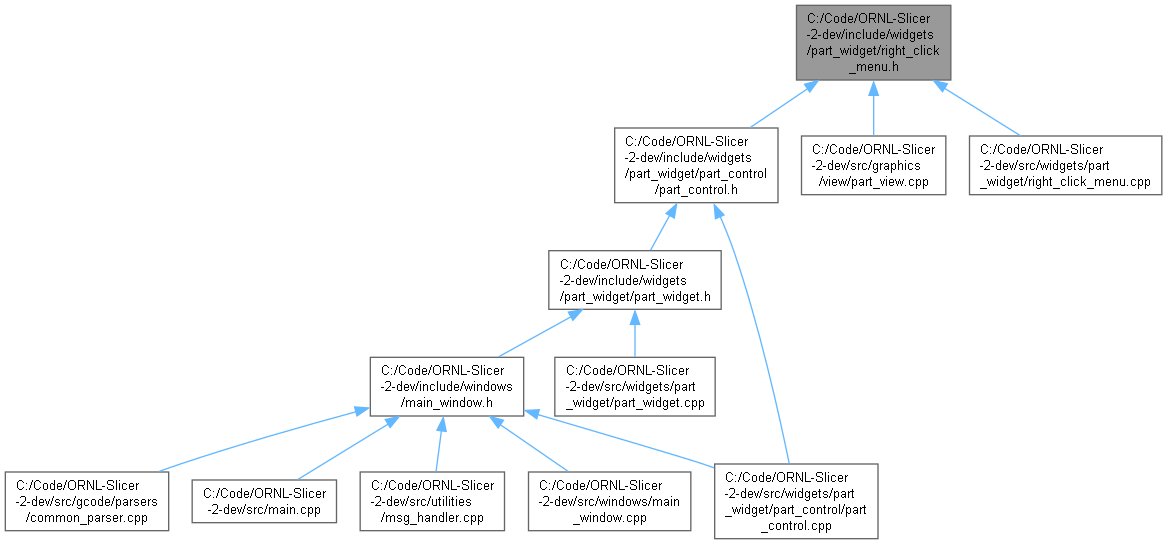 C:/Code/ORNL-Slicer
-2-dev/include/widgets
/part_widget/right_click
_menu.h
C:/Code/ORNL-Slicer
-2-dev/include/widgets
/part_widget/part_control
/part_control.h
C:/Code/ORNL-Slicer
-2-dev/src/graphics
/view/part_view.cpp
C:/Code/ORNL-Slicer
-2-dev/src/widgets/part
_widget/right_click_menu.cpp
C:/Code/ORNL-Slicer
-2-dev/include/widgets
/part_widget/part_widget.h
C:/Code/ORNL-Slicer
-2-dev/include/windows
/main_window.h
C:/Code/ORNL-Slicer
-2-dev/src/widgets/part
_widget/part_widget.cpp
C:/Code/ORNL-Slicer
-2-dev/src/gcode/parsers
/common_parser.cpp
C:/Code/ORNL-Slicer
-2-dev/src/main.cpp
C:/Code/ORNL-Slicer
-2-dev/src/utilities
/msg_handler.cpp
C:/Code/ORNL-Slicer
-2-dev/src/windows/main
_window.cpp
C:/Code/ORNL-Slicer
-2-dev/src/widgets/part
_widget/part_control/part
_control.cpp